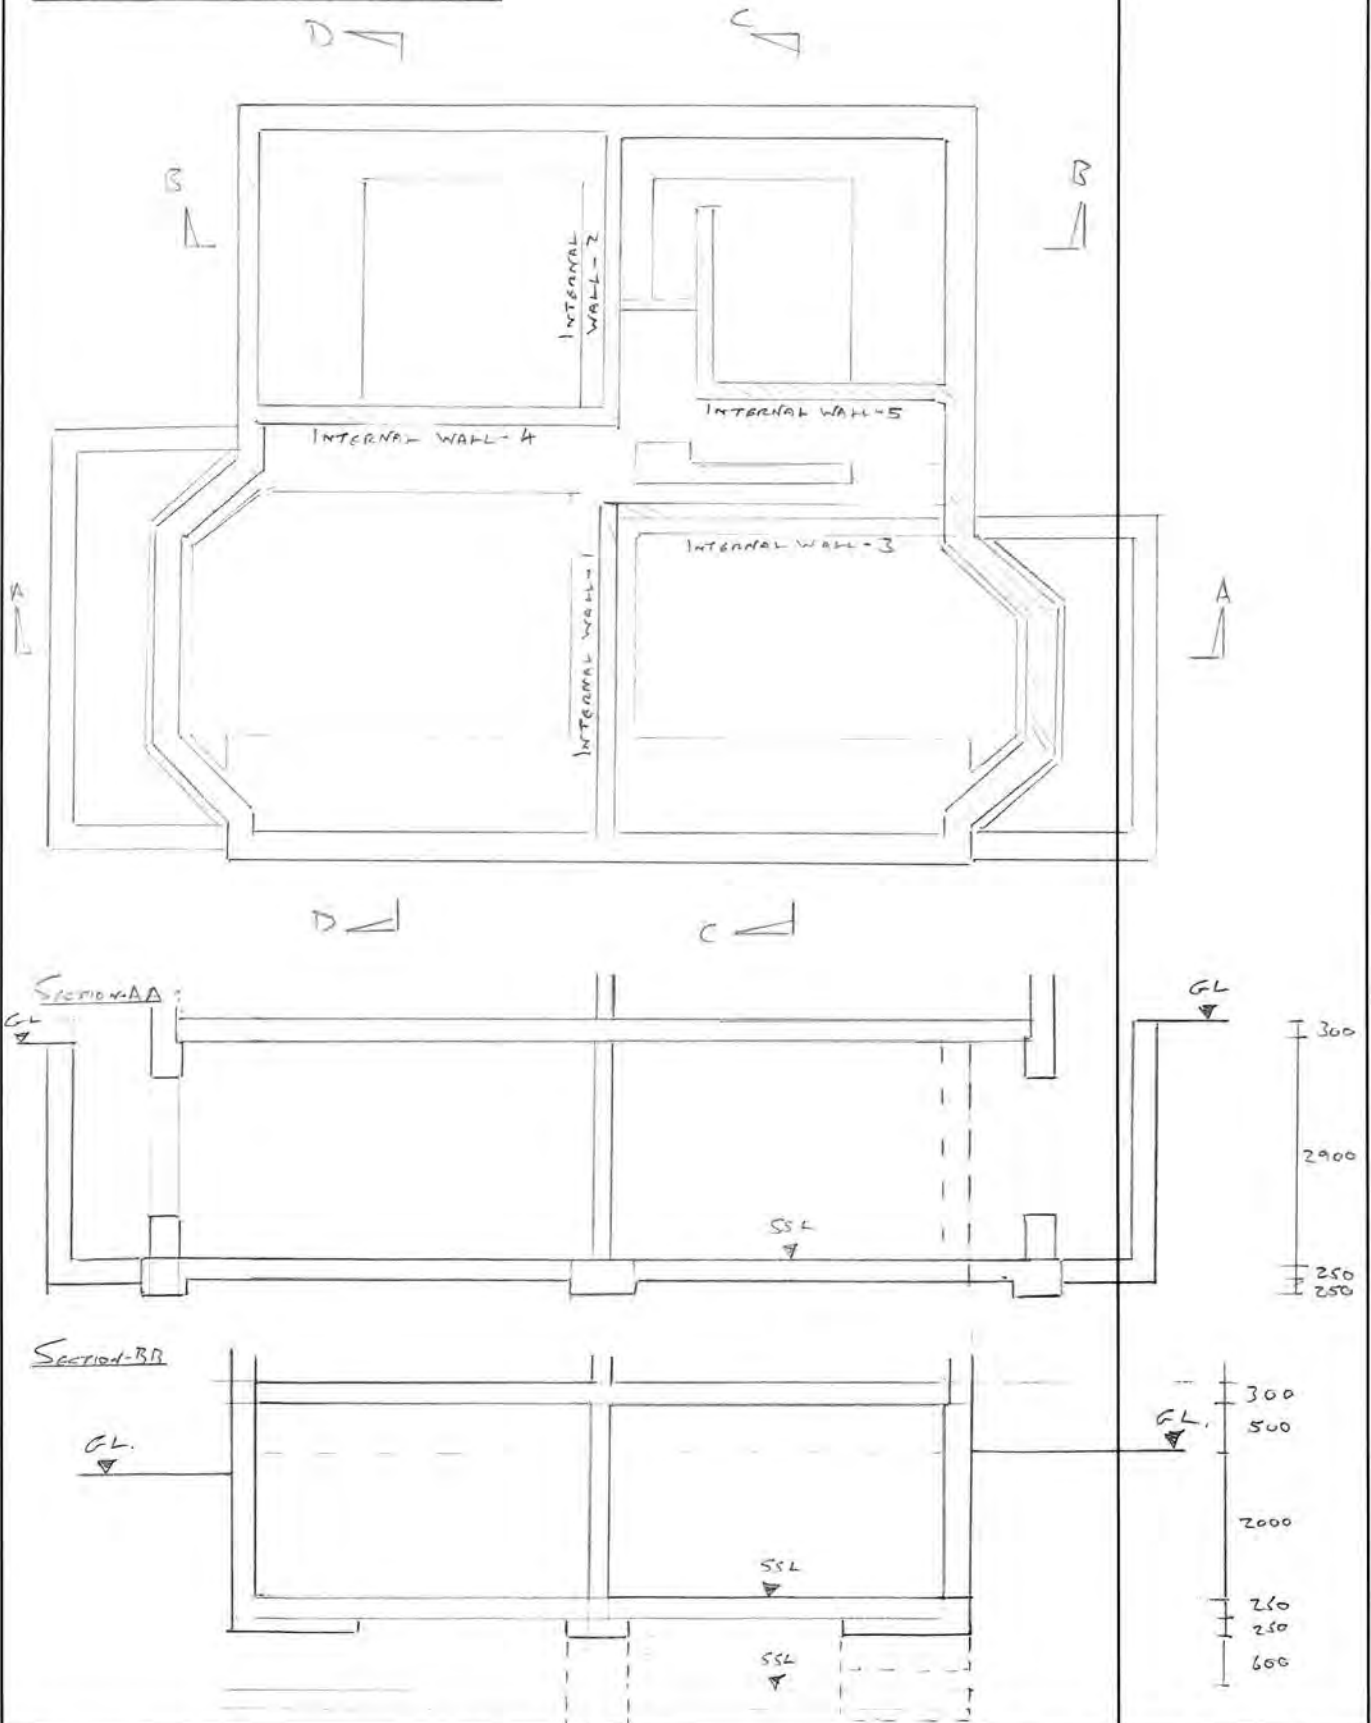 D
C
B
B
INTERNAL
WALL-2
INTERNAL WALL-5
INTERNAL WALL-4
INTERNAL WALL-3
INTERNAL WALL-1
A
A
D
C
SECTION-AA
GL
GL
300
2900
SSL
250
250
SECTION-BB
300
GL.
500
GL.
2000
SSL
250
250
SSL
600